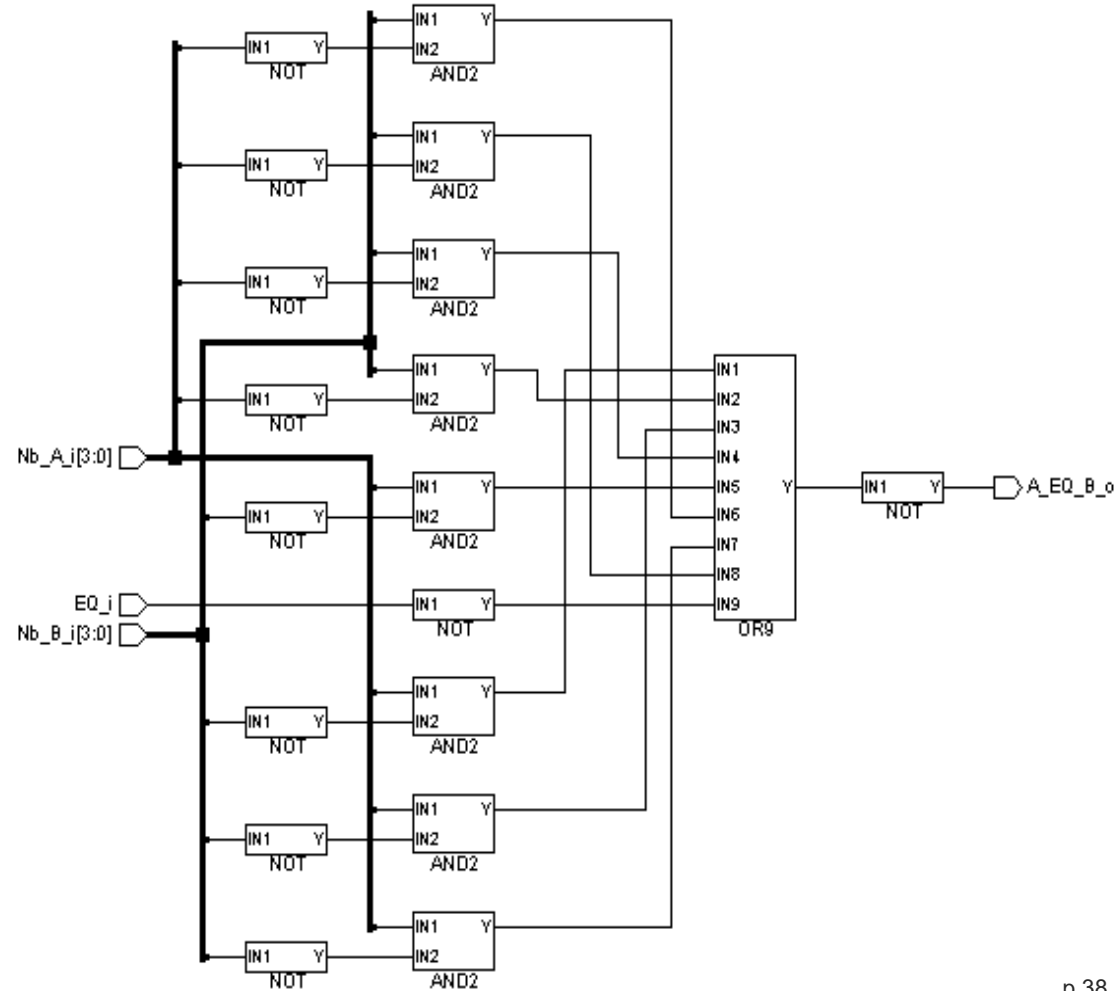 IN1 Y
IN2
AND2
IN1 Y
NOT
IN1 Y
IN2
AND2
IN1 Y
NOT
IN1 Y
IN2
AND2
IN1 Y
NOT
IN1 Y
IN2
AND2
IN1 Y
NOT
Nb_A_i[3:0]
IN1 Y
IN2
AND2
IN1 Y
NOT
EQ_i
IN1 Y
NOT
Nb_B_i[3:0]
IN1 Y
IN2
AND2
IN1 Y
NOT
IN1 Y
IN2
AND2
IN1 Y
NOT
IN1 Y
IN2
AND2
IN1 Y
NOT
IN1
IN2
IN3
IN4
IN5 Y
IN6
IN7
IN8
IN9
OR9
IN1 Y
NOT
A_EQ_B_o
p.38